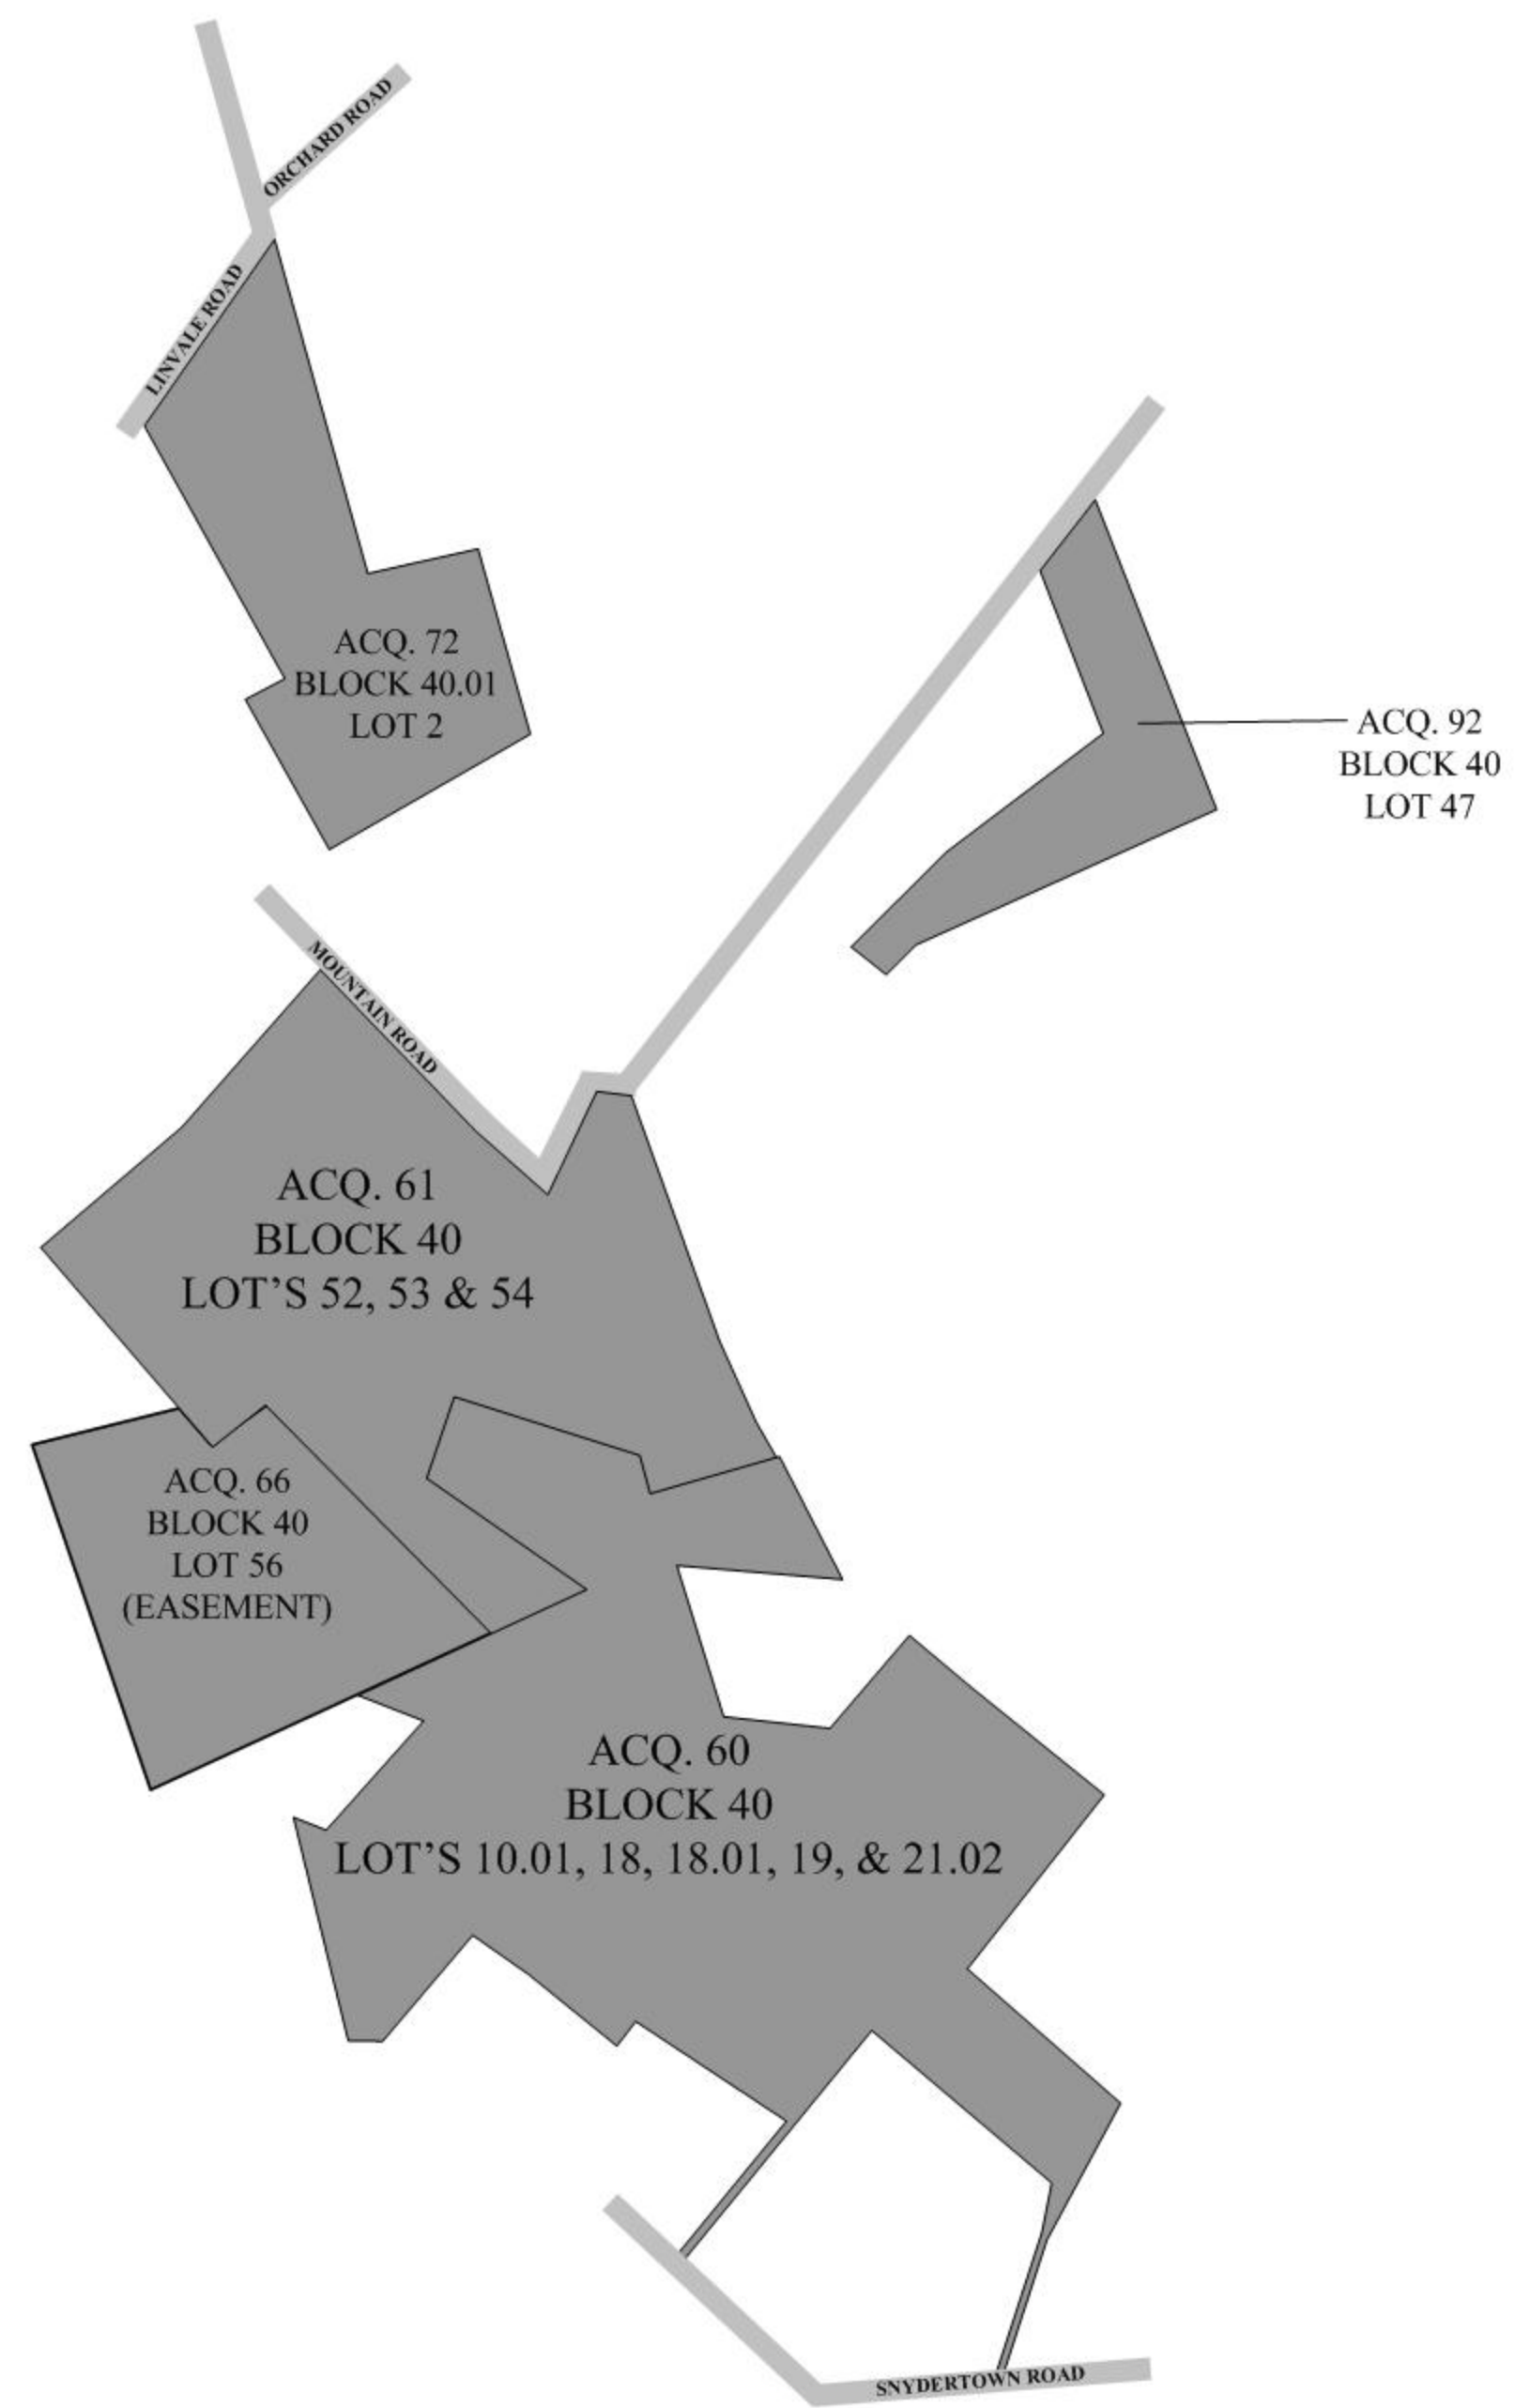 ORCHARD ROAD
LINVALE ROAD
ACQ. 72
BLOCK 40.01
LOT 2
ACQ. 92
BLOCK 40
LOT 47
MOUNTAIN ROAD
ACQ. 61
BLOCK 40
LOT’S 52, 53 & 54
ACQ. 66
BLOCK 40
LOT 56
(EASEMENT)
ACQ. 60
BLOCK 40
LOT’S 10.01, 18, 18.01, 19, & 21.02
SNYDERTOWN ROAD